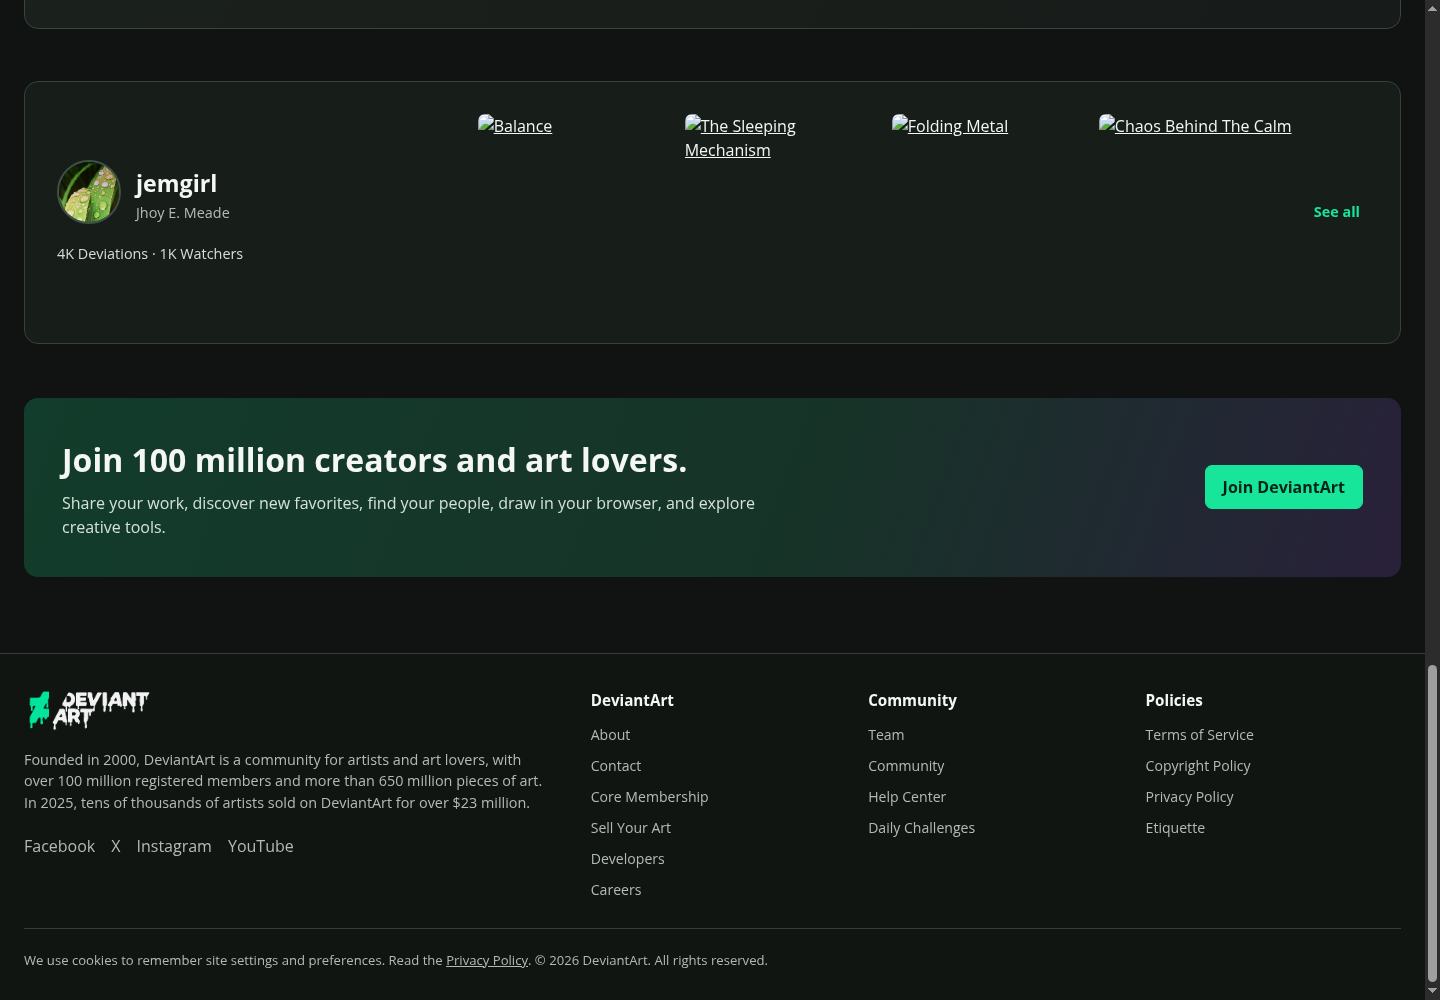 Balance
The Sleeping
Mechanism
Folding Metal
Chaos Behind The Calm
jemgirl
Jhoy E. Meade
See all
4K Deviations · 1K Watchers
Join 100 million creators and art lovers.
Share your work, discover new favorites, find your people, draw in your browser, and explore
creative tools.
Join DeviantArt
DEVIANT
ART
Founded in 2000, DeviantArt is a community for artists and art lovers, with
over 100 million registered members and more than 650 million pieces of art.
In 2025, tens of thousands of artists sold on DeviantArt for over $23 million.
Facebook X Instagram YouTube
DeviantArt
About
Contact
Core Membership
Sell Your Art
Developers
Careers
Community
Team
Community
Help Center
Daily Challenges
Policies
Terms of Service
Copyright Policy
Privacy Policy
Etiquette
We use cookies to remember site settings and preferences. Read the Privacy Policy. © 2026 DeviantArt. All rights reserved.